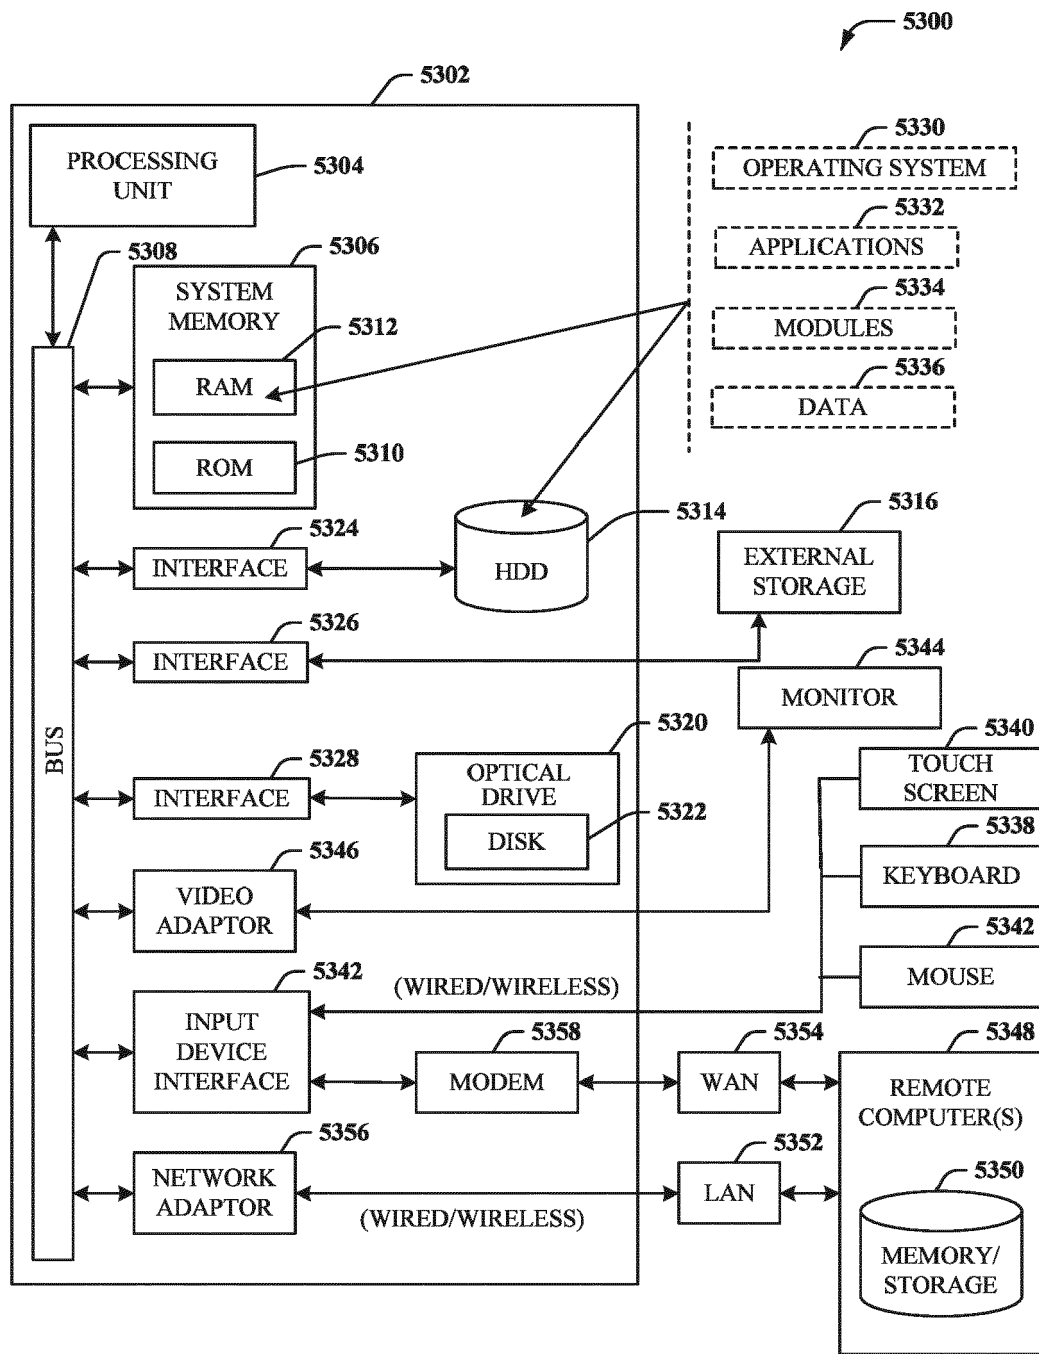 5300
5302
PROCESSING
UNIT
5304
5330
OPERATING SYSTEM
5332
APPLICATIONS
5334
MODULES
5336
DATA
5308
5306
SYSTEM
MEMORY
5312
RAM
ROM
5310
5324
INTERFACE
5314
HDD
5316
EXTERNAL
STORAGE
5326
INTERFACE
5344
MONITOR
BUS
5328
INTERFACE
5320
OPTICAL
DRIVE
5322
DISK
5340
TOUCH
SCREEN
5338
KEYBOARD
5342
MOUSE
5346
VIDEO
ADAPTOR
5342
INPUT
DEVICE
INTERFACE
(WIRED/WIRELESS)
5358
MODEM
5354
WAN
5348
REMOTE
COMPUTER(S)
5356
NETWORK
ADAPTOR
(WIRED/WIRELESS)
5352
LAN
5350
MEMORY/
STORAGE